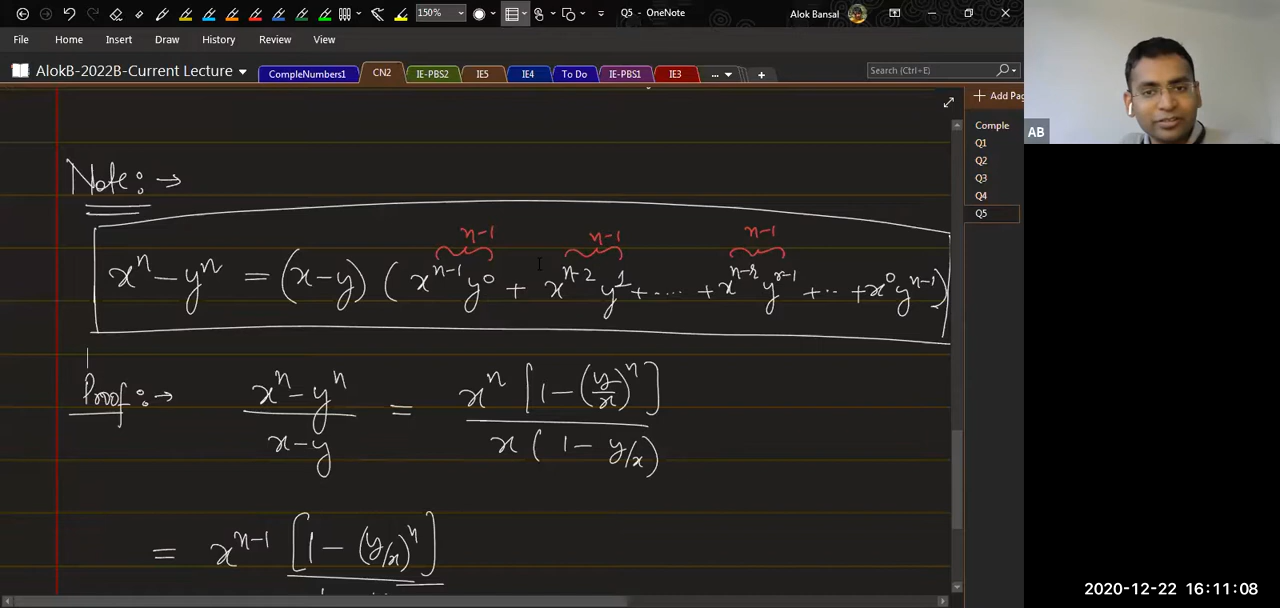 150% Q5 - OneNote Alok Bansal
File Home Insert Draw History Review View
AlokB-2022B-Current Lecture CompleNumbers1 CN2 IE-PBS2 IE5 IE4 To Do IE-PBS1 IE3 ... + Search (Ctrl+E)
+ Add Pag
AB
Comple
Q1
Q2
Q3
Q4
Q5
Note: →
n-1 n-1 n-1
xⁿ - yⁿ = (x-y) ( xⁿ⁻¹y⁰ + xⁿ⁻²y¹ + .... + xⁿ⁻ʳyʳ⁻¹ + .. + x⁰yⁿ⁻¹)
Proof: → (xⁿ - yⁿ)/(x-y) = xⁿ [1 - (y/x)ⁿ] / x( 1 - y/x)
= xⁿ⁻¹ [1 - (y/x)ⁿ]
2020-12-22 16:11:08